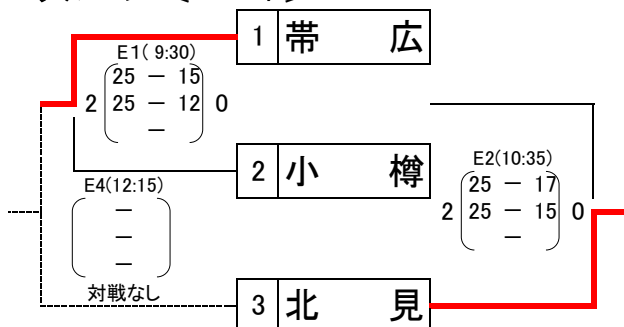 1 帯 広
E1( 9:30)
25 － 15
2 25 － 12 0
－
2 小 樽
E2(10:35)
25 － 17
2 25 － 15 0
－
E4(12:15)
－
－
－
対戦なし
3 北 見